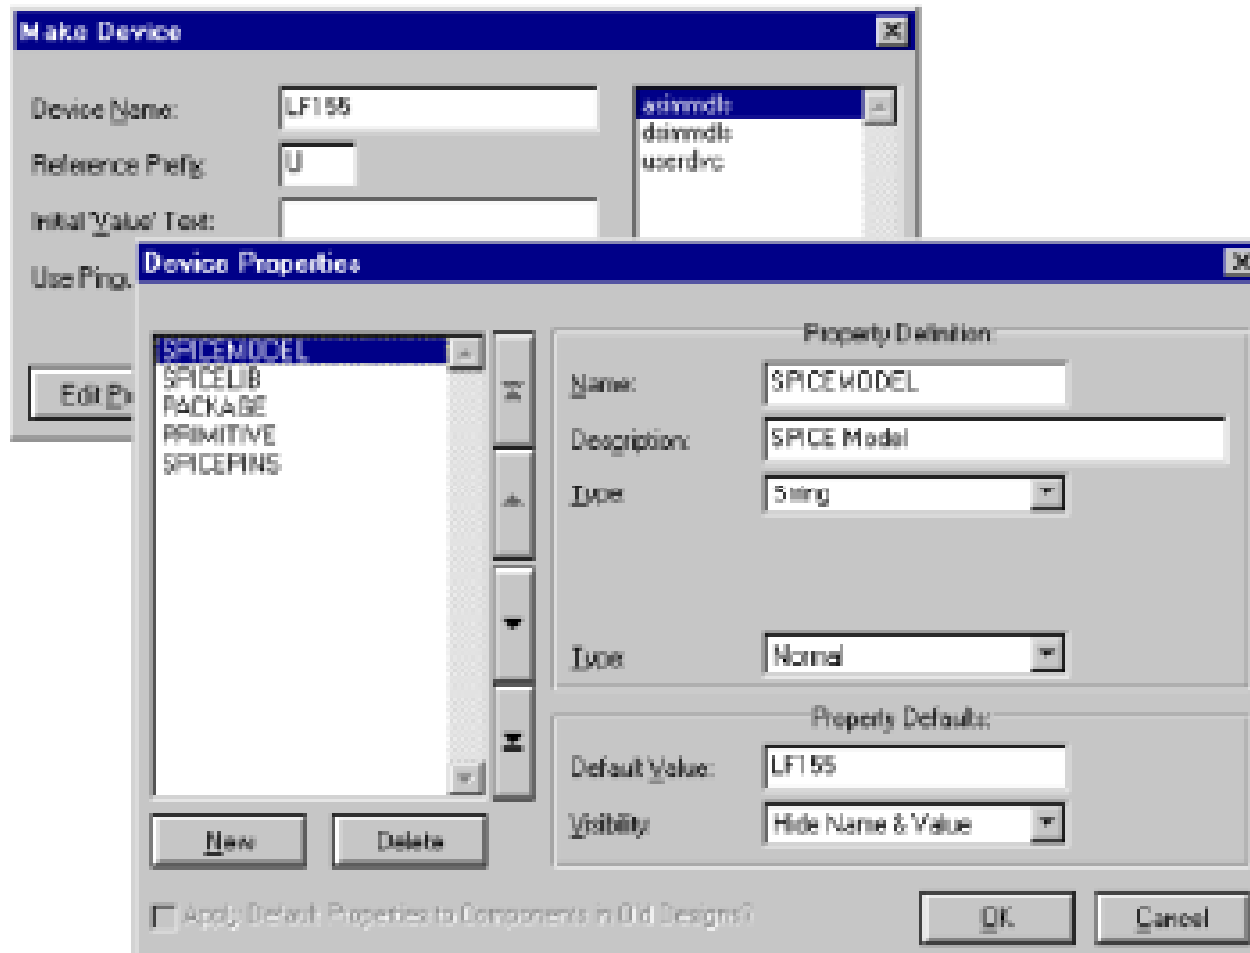 Make Device
Device Name:
LF155
asimmdls
dsimmdls
userdvc
Reference Prefix
U
Initial 'Value' Text:
Use Pinou
Edit Pr
Device Properties
SPICEMODEL
SPICELIB
PACKAGE
PRIMITIVE
SPICEPINS
New
Delete
Property Definition:
Name:
SPICEMODEL
Description:
SPICE Model
Type
String
Type
Normal
Property Defaults:
Default Value:
LF155
Visibility
Hide Name & Value
Apply Default Properties to Components in Old Designs?
OK
Cancel